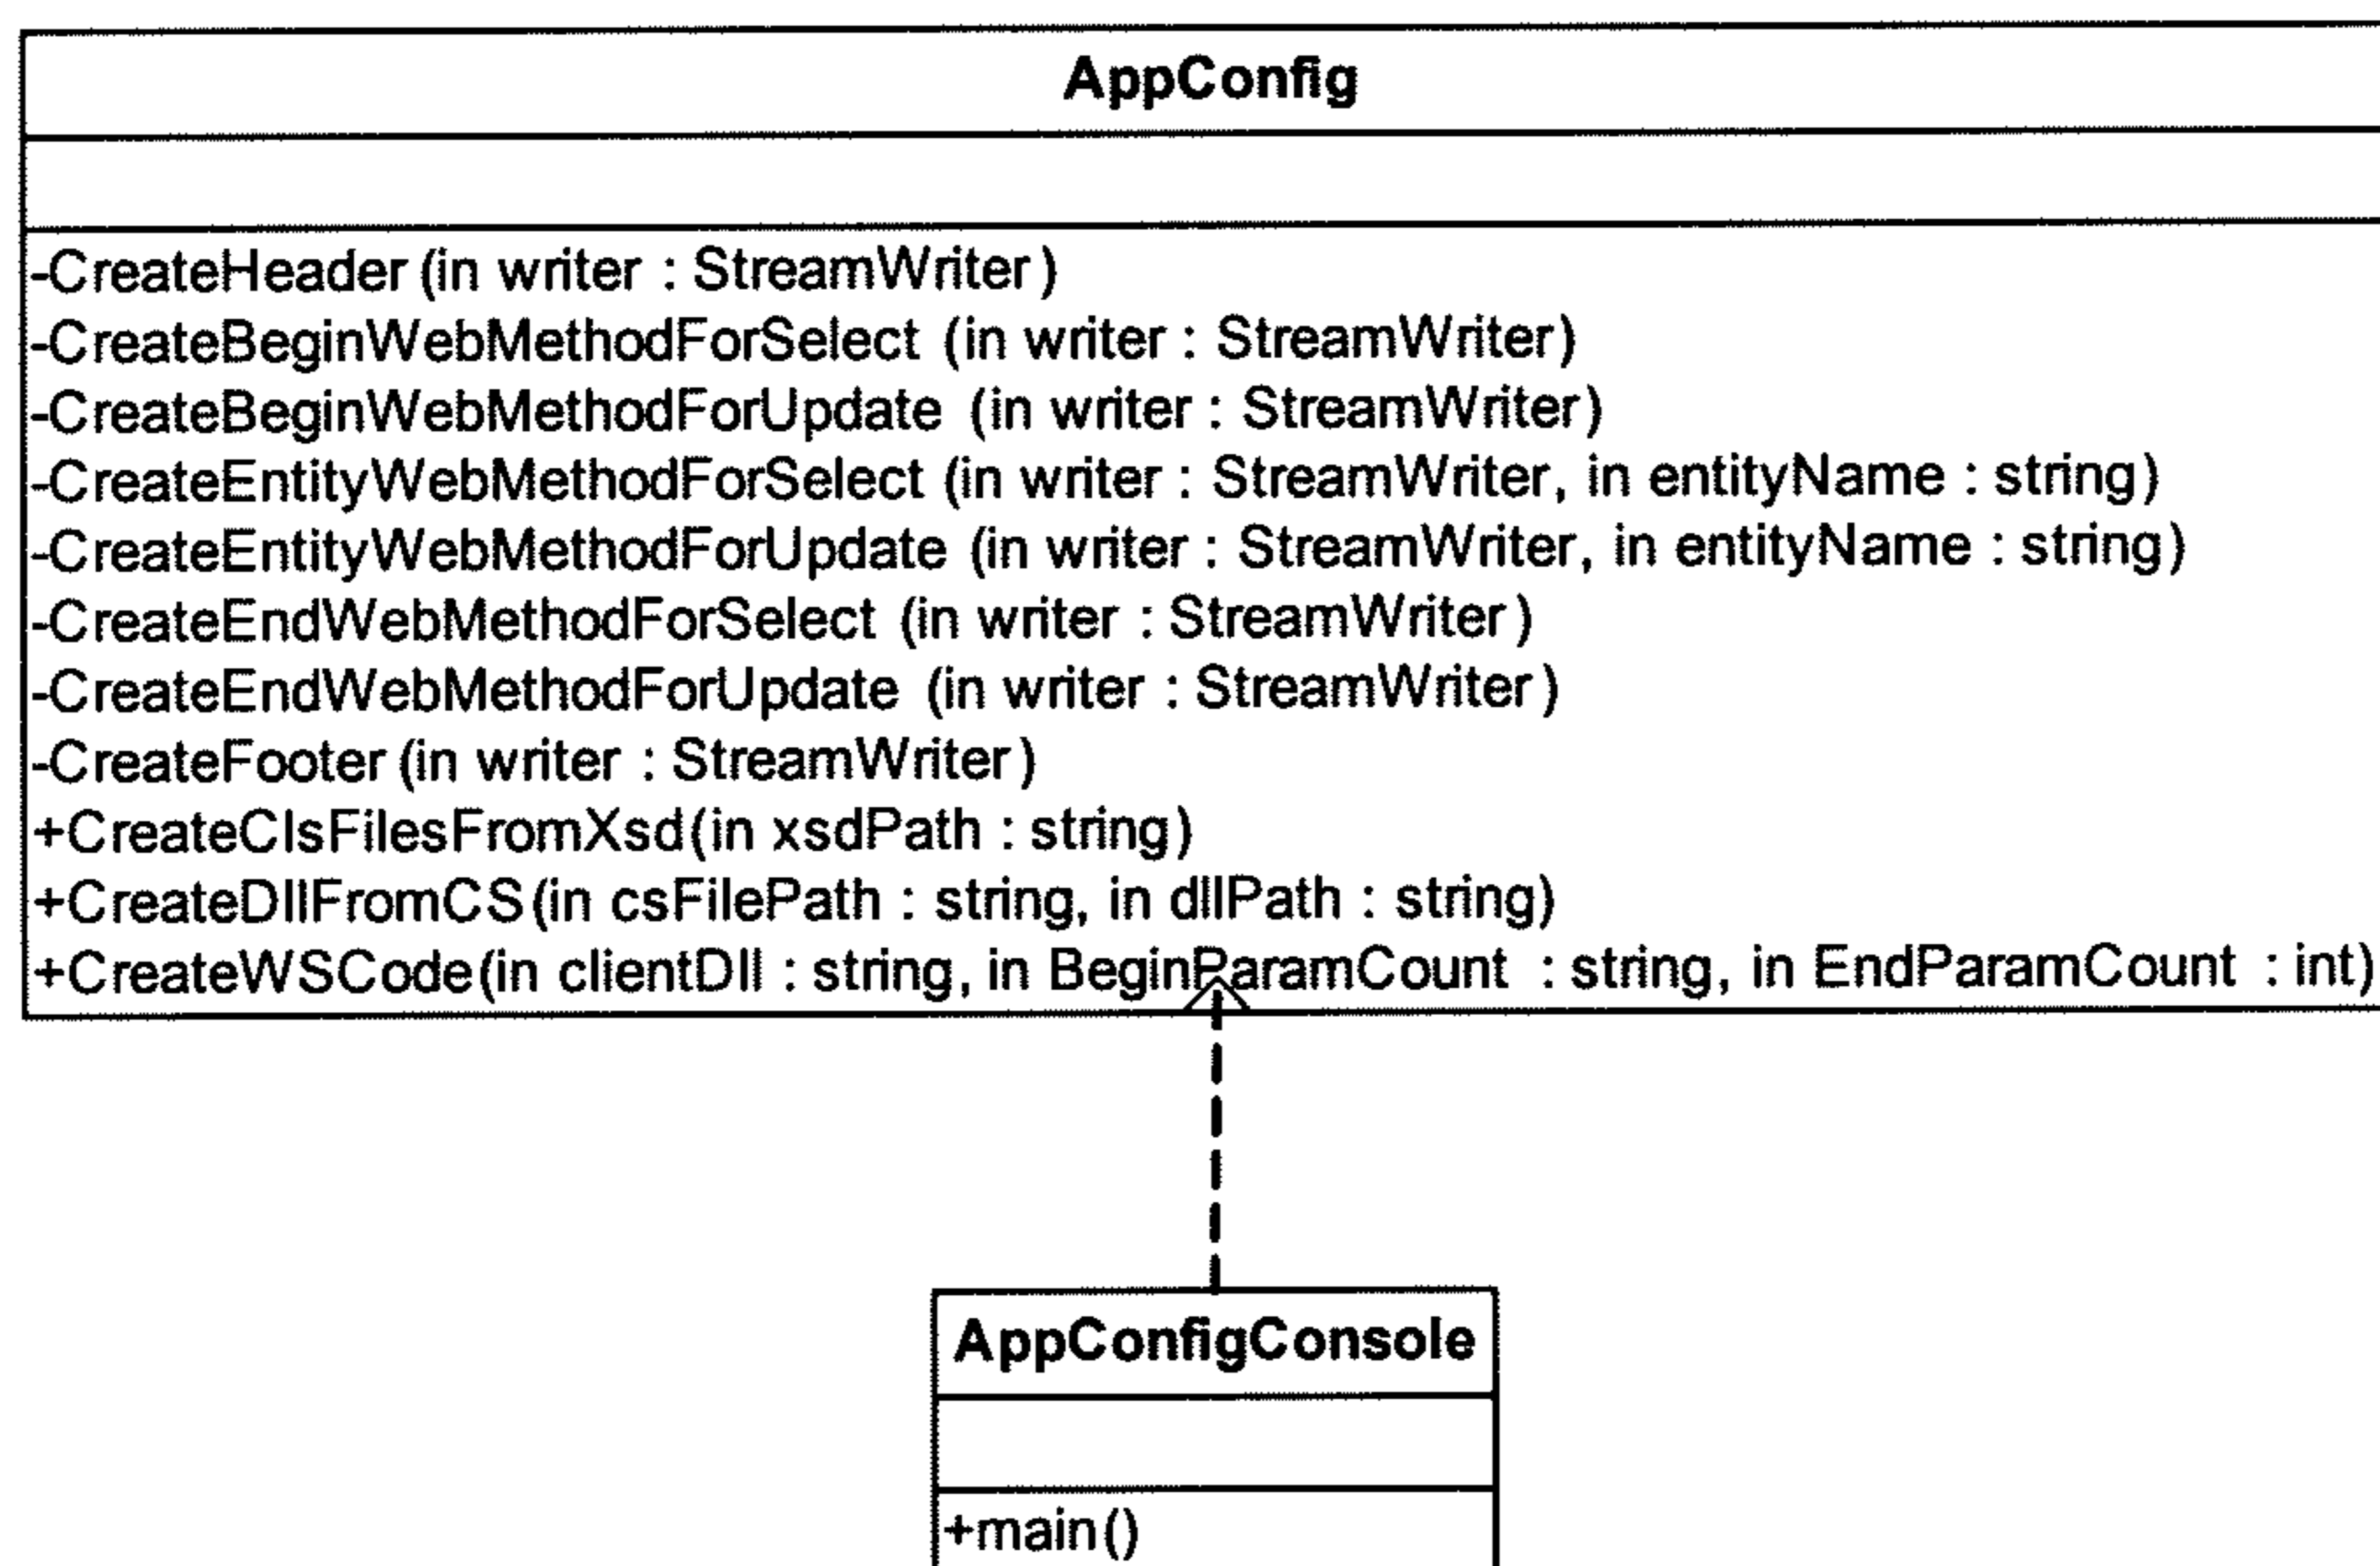 AppConfig
-CreateHeader(in writer : StreamWriter)
-CreateBeginWebMethodForSelect (in writer : StreamWriter)
-CreateBeginWebMethodForUpdate (in writer : StreamWriter)
-CreateEntityWebMethodForSelect (in writer : StreamWriter, in entityName : string)
-CreateEntityWebMethodForUpdate (in writer : StreamWriter, in entityName : string)
-CreateEndWebMethodForSelect (in writer : StreamWriter)
-CreateEndWebMethodForUpdate (in writer : StreamWriter)
-CreateFooter(in writer : StreamWriter)
+CreateClsFilesFromXsd(in xsdPath : string)
+CreateDllFromCS(in csFilePath : string, in dllPath : string)
+CreateWSCode(in clientDll : string, in BeginParamCount : string, in EndParamCount : int)
AppConfigConsole
+main()